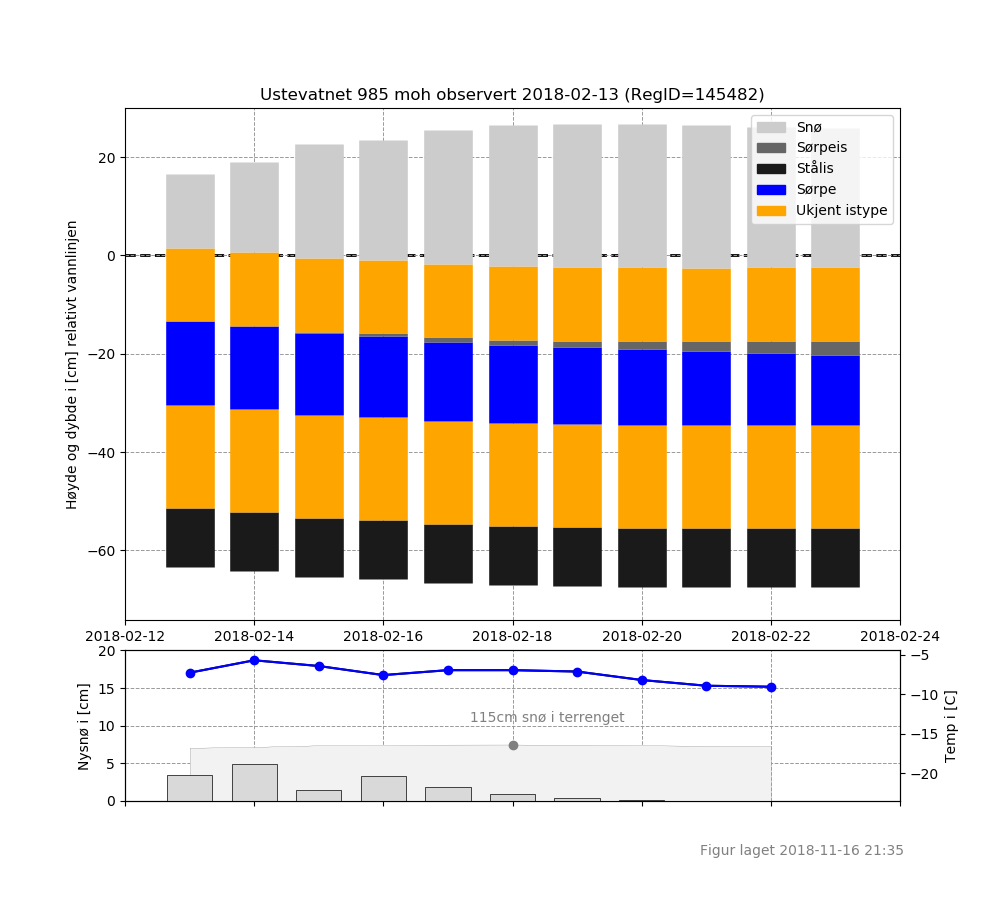 Ustevatnet 985 moh observert 2018-02-13 (RegID=145482)
Snø
Sørpeis
Stålis
Sørpe
Ukjent istype
Høyde og dybde i [cm] relativt vannlinjen
20
0
−20
−40
−60
2018-02-12 2018-02-14 2018-02-16 2018-02-18 2018-02-20 2018-02-22 2018-02-24
Nysnø i [cm]
20
15
10
5
0
115cm snø i terrenget
−5
−10
−15
−20
Temp i [C]
Figur laget 2018-11-16 21:35